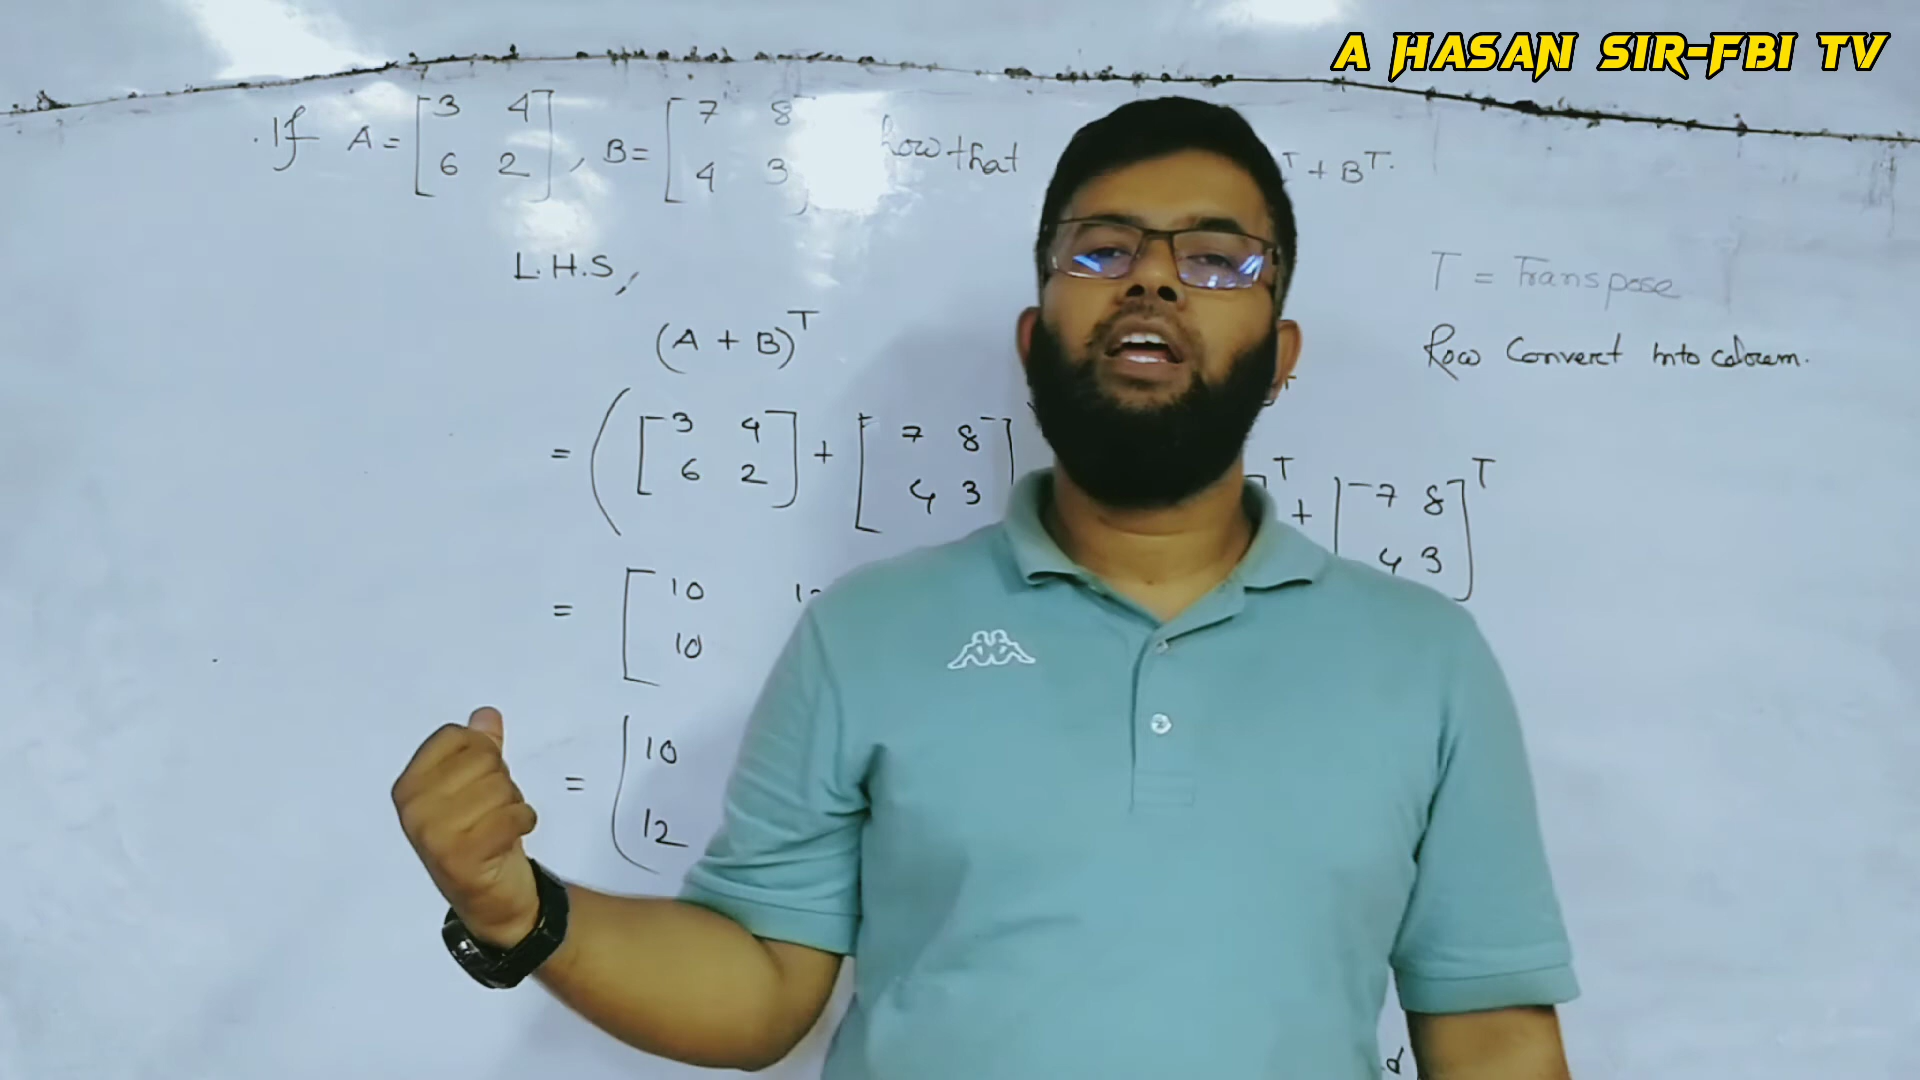 A HASAN SIR-FBI TV
If A = [3 4 6 2], B = [7 8 4 3] how that T + B^T.
L.H.S,
T = Transpose
(A + B)^T
Row Convert into colorem.
= ([3 4 6 2] + [7 8 4 3]
T + [7 8 4 3]^T
= [10 10
= [10 12
d